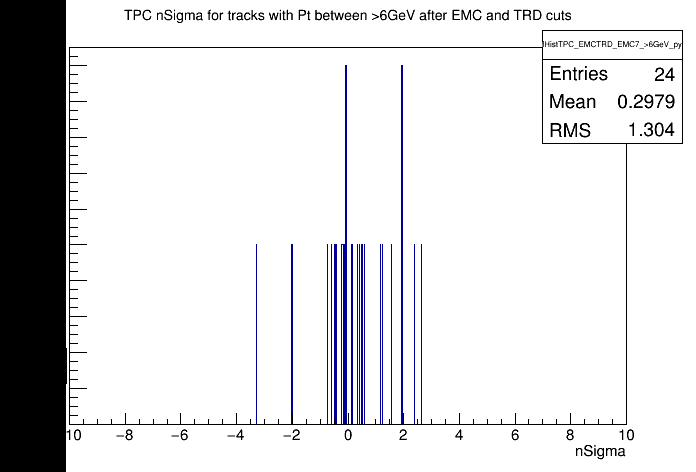 TPC nSigma for tracks with Pt between >6GeV after EMC and TRD cuts
HistTPC_EMCTRD_EMC7_>6GeV_py
Entries 24
Mean 0.2979
RMS 1.304
10 −8 −6 −4 −2 0 2 4 6 8 10
nSigma